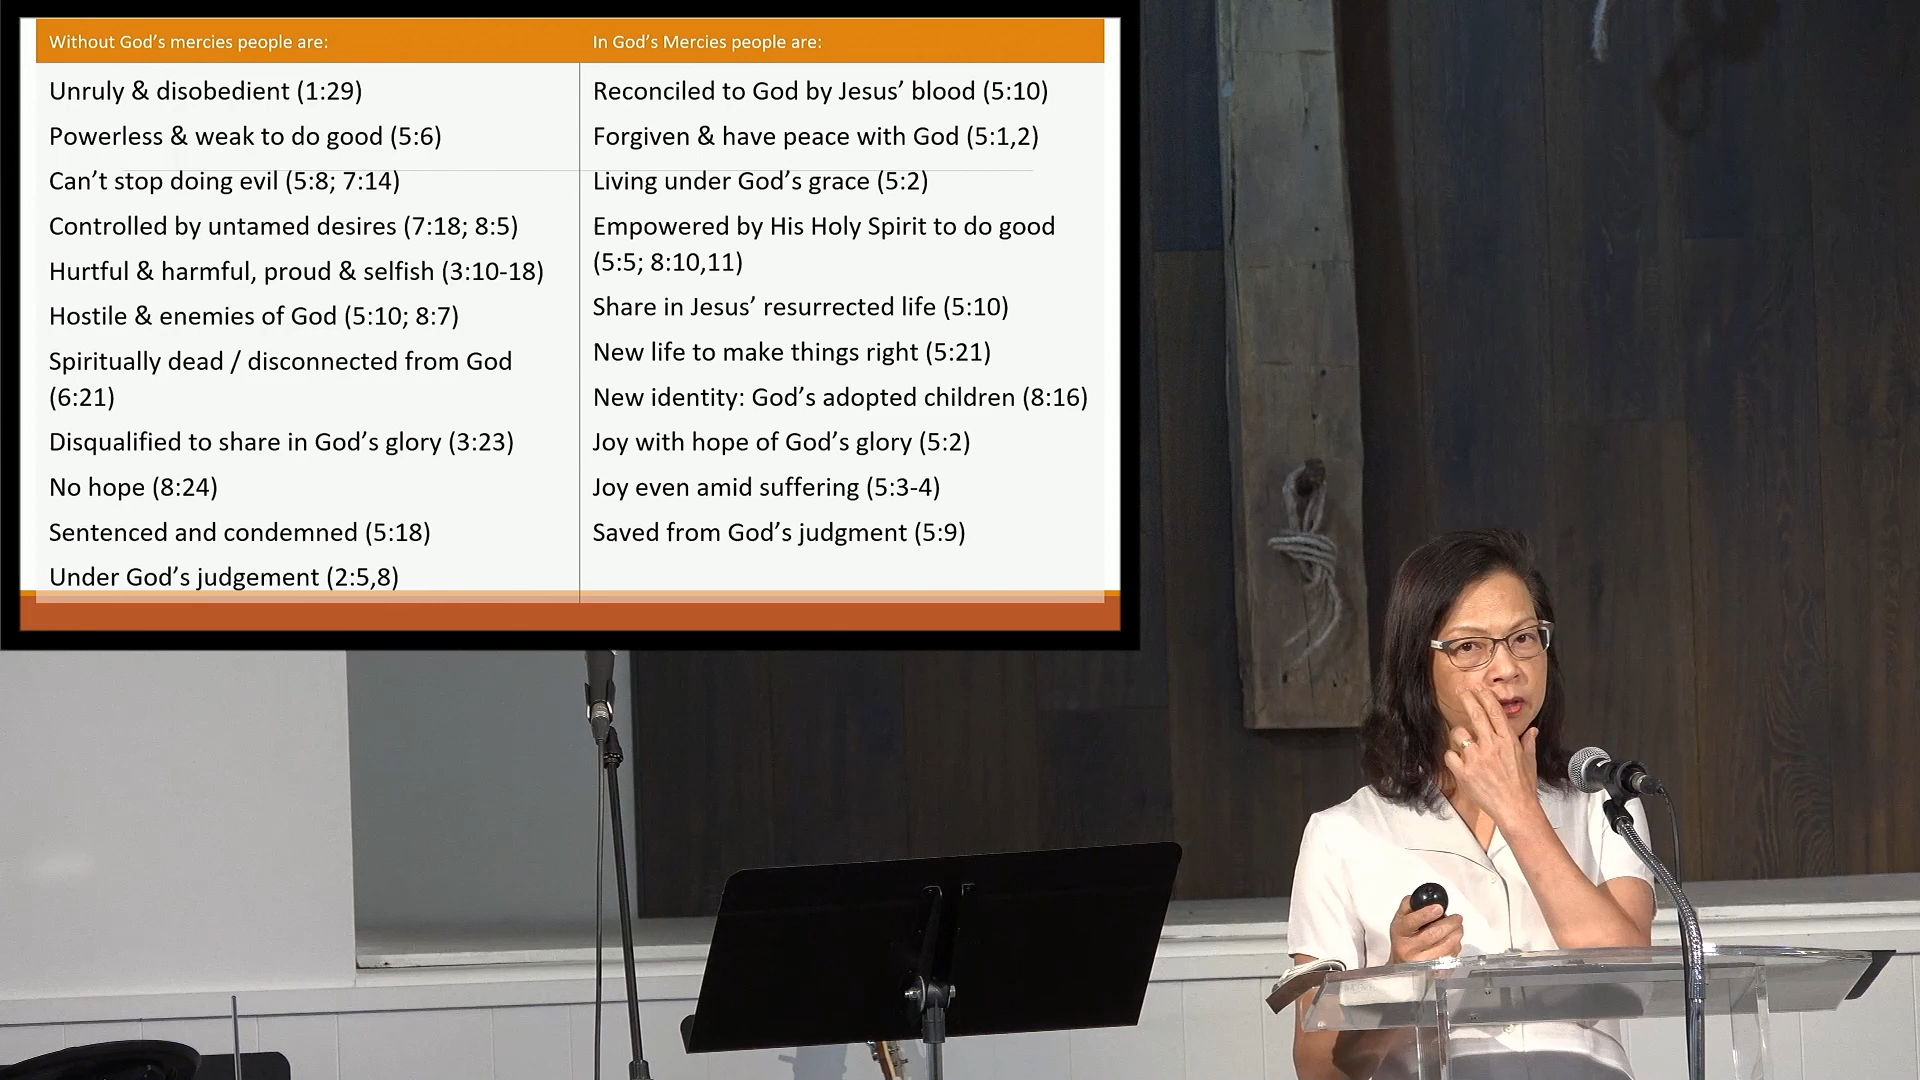 Without God’s mercies people are:
Unruly & disobedient (1:29)
Powerless & weak to do good (5:6)
Can’t stop doing evil (5:8; 7:14)
Controlled by untamed desires (7:18; 8:5)
Hurtful & harmful, proud & selfish (3:10-18)
Hostile & enemies of God (5:10; 8:7)
Spiritually dead / disconnected from God
(6:21)
Disqualified to share in God’s glory (3:23)
No hope (8:24)
Sentenced and condemned (5:18)
Under God’s judgement (2:5,8)
In God’s Mercies people are:
Reconciled to God by Jesus’ blood (5:10)
Forgiven & have peace with God (5:1,2)
Living under God’s grace (5:2)
Empowered by His Holy Spirit to do good
(5:5; 8:10,11)
Share in Jesus’ resurrected life (5:10)
New life to make things right (5:21)
New identity: God’s adopted children (8:16)
Joy with hope of God’s glory (5:2)
Joy even amid suffering (5:3-4)
Saved from God’s judgment (5:9)